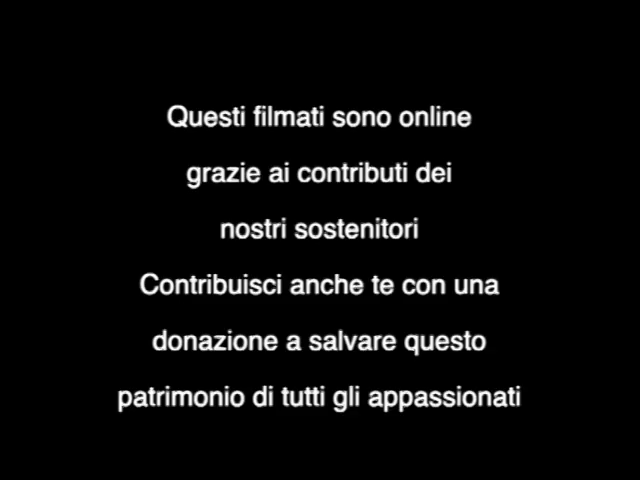 Questi filmati sono online
grazie ai contributi dei
nostri sostenitori
Contribuisci anche te con una
donazione a salvare questo
patrimonio di tutti gli appassionati